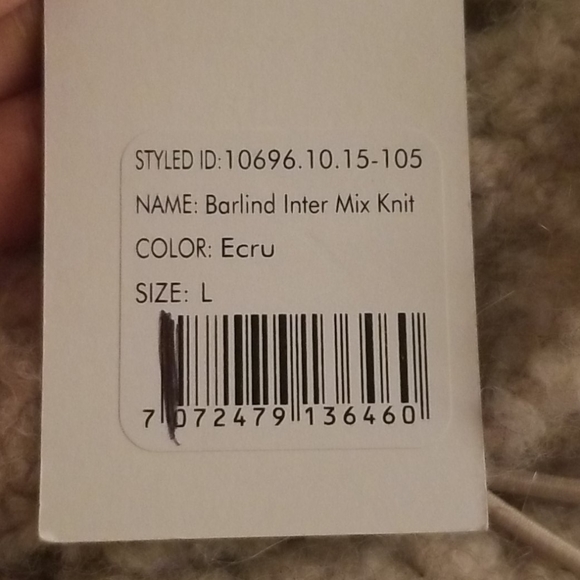 STYLED ID:10696.10.15-105
NAME: Barlind Inter Mix Knit
COLOR: Ecru
SIZE: L
7 072479 136460